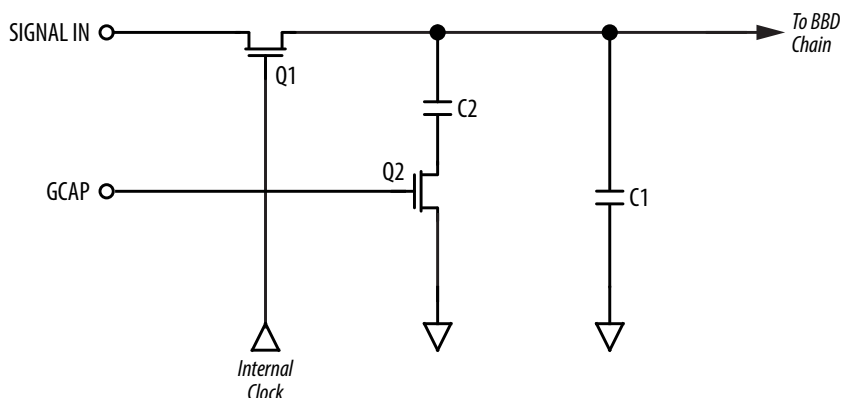 SIGNAL IN
To BBD
Chain
Q1
C2
Q2
GCAP
C1
Internal
Clock